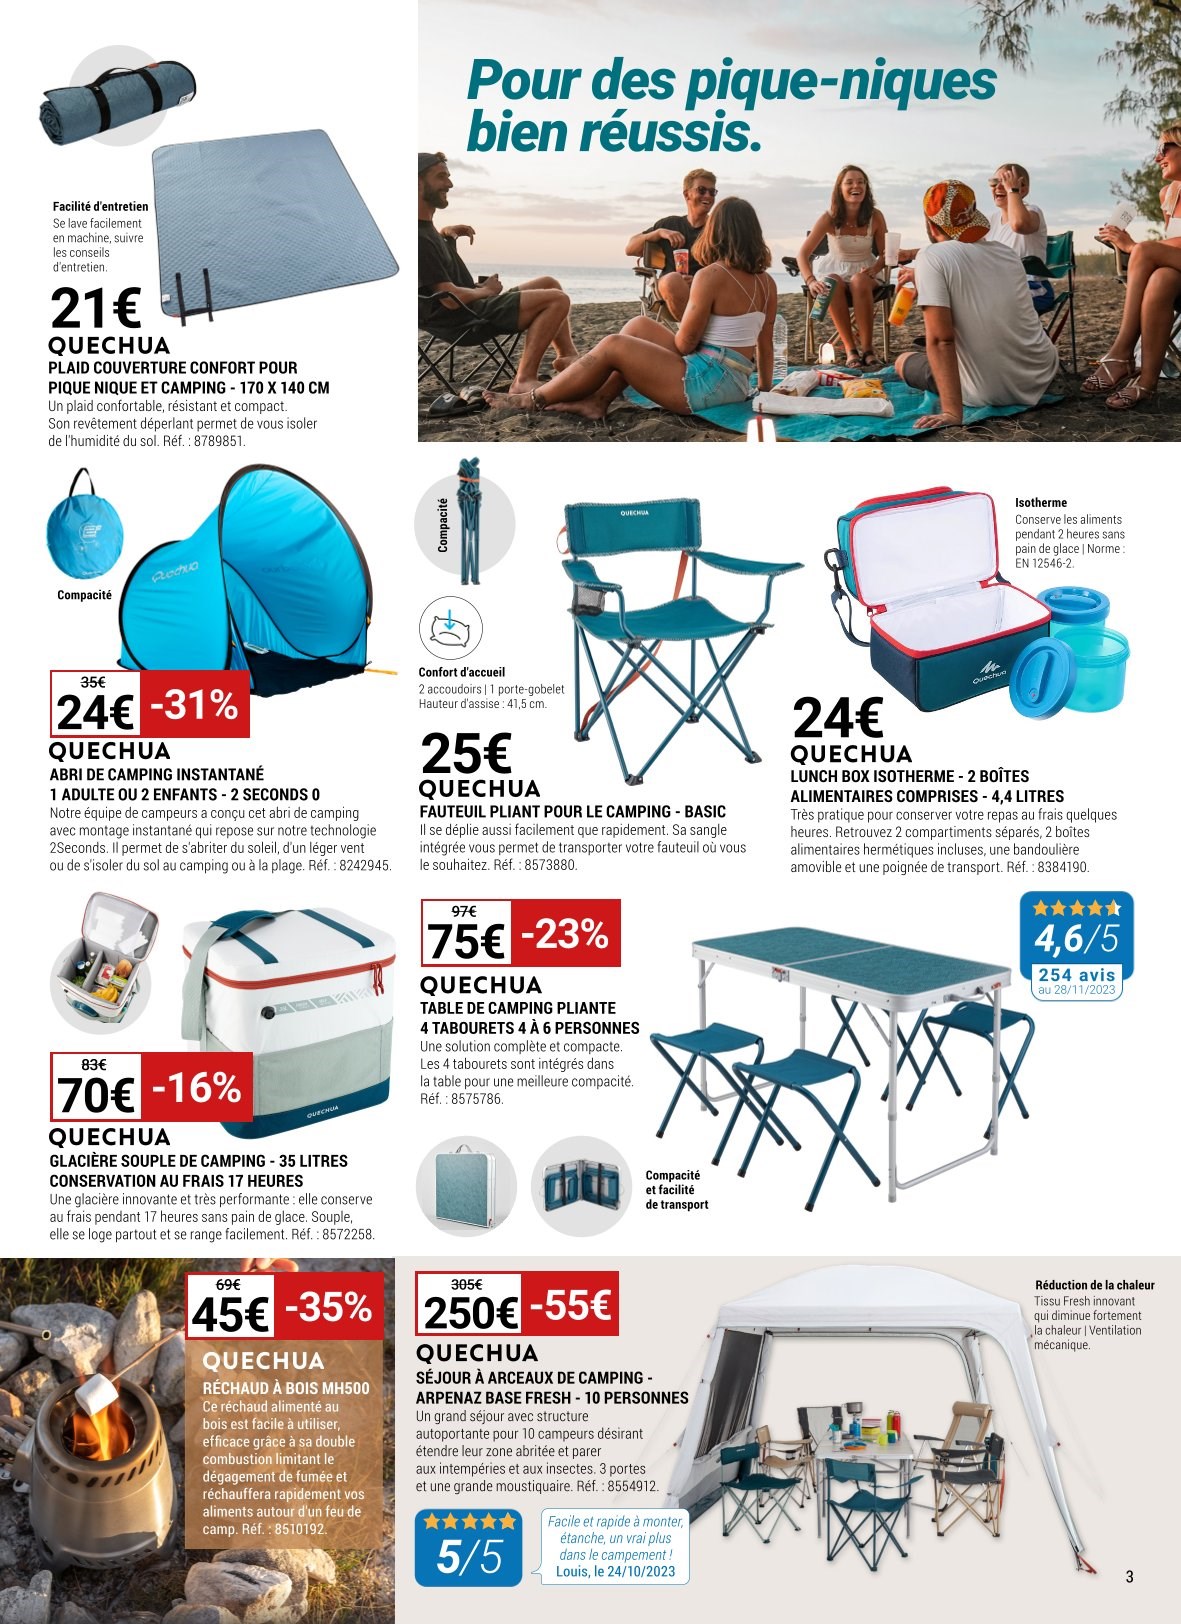 Pour des pique-niques
bien réussis.
Facilité d'entretien
Se lave facilement
en machine, suivre
les conseils
d'entretien.
21€
QUECHUA
PLAID COUVERTURE CONFORT POUR
PIQUE NIQUE ET CAMPING - 170 X 140 CM
Un plaid confortable, résistant et compact.
Son revêtement déperlant permet de vous isoler
de l'humidité du sol. Réf. : 8789851.
Compacité
Quechua
35€
24€
-31%
QUECHUA
ABRI DE CAMPING INSTANTANÉ
1 ADULTE OU 2 ENFANTS - 2 SECONDS 0
Notre équipe de campeurs a conçu cet abri de camping
avec montage instantané qui repose sur notre technologie
2Seconds. Il permet de s'abriter du soleil, d'un léger vent
ou de s'isoler du sol au camping ou à la plage. Réf. : 8242945.
Compacité
QUECHUA
Confort d'accueil
2 accoudoirs | 1 porte-gobelet
Hauteur d'assise : 41,5 cm.
25€
QUECHUA
FAUTEUIL PLIANT POUR LE CAMPING - BASIC
Il se déplie aussi facilement que rapidement. Sa sangle
intégrée vous permet de transporter votre fauteuil où vous
le souhaitez. Réf. : 8573880.
Isotherme
Conserve les aliments
pendant 2 heures sans
pain de glace | Norme :
EN 12546-2.
Quechua
24€
QUECHUA
LUNCH BOX ISOTHERME - 2 BOÎTES
ALIMENTAIRES COMPRISES - 4,4 LITRES
Très pratique pour conserver votre repas au frais quelques
heures. Retrouvez 2 compartiments séparés, 2 boîtes
alimentaires hermétiques incluses, une bandoulière
amovible et une poignée de transport. Réf. : 8384190.
QUECHUA
83€
70€
-16%
QUECHUA
GLACIÈRE SOUPLE DE CAMPING - 35 LITRES
CONSERVATION AU FRAIS 17 HEURES
Une glacière innovante et très performante : elle conserve
au frais pendant 17 heures sans pain de glace. Souple,
elle se loge partout et se range facilement. Réf. : 8572258.
97€
75€
-23%
QUECHUA
TABLE DE CAMPING PLIANTE
4 TABOURETS 4 À 6 PERSONNES
Une solution complète et compacte.
Les 4 tabourets sont intégrés dans
la table pour une meilleure compacité.
Réf. : 8575786.
4,6/5
254 avis
au 28/11/2023
Compacité
et facilité
de transport
69€
45€
-35%
QUECHUA
RÉCHAUD À BOIS MH500
Ce réchaud alimenté au
bois est facile à utiliser,
efficace grâce à sa double
combustion limitant le
dégagement de fumée et
réchauffera rapidement vos
aliments autour d'un feu de
camp. Réf. : 8510192.
305€
250€
-55€
QUECHUA
SÉJOUR À ARCEAUX DE CAMPING -
ARPENAZ BASE FRESH - 10 PERSONNES
Un grand séjour avec structure
autoportante pour 10 campeurs désirant
étendre leur zone abritée et parer
aux intempéries et aux insectes. 3 portes
et une grande moustiquaire. Réf. : 8554912.
5/5
Facile et rapide à monter,
étanche, un vrai plus
dans le campement !
Louis, le 24/10/2023
Réduction de la chaleur
Tissu Fresh innovant
qui diminue fortement
la chaleur | Ventilation
mécanique.
3